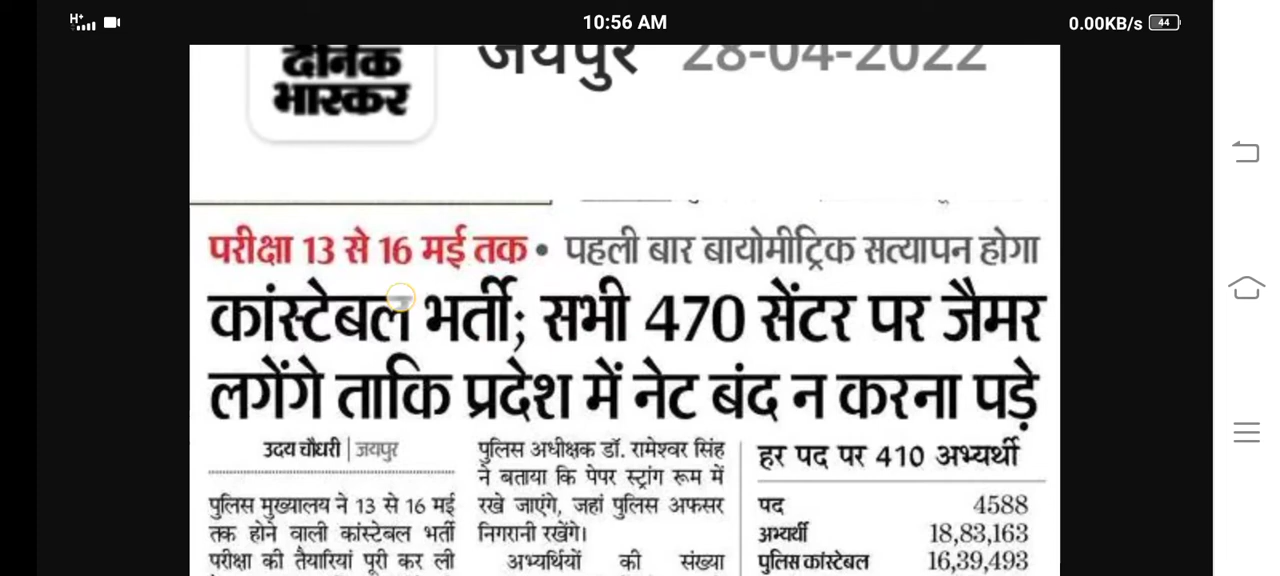 H+
10:56 AM
0.00KB/s 44
दैनिक
भास्कर
जयपुर 28-04-2022
परीक्षा 13 से 16 मई तक • पहली बार बायोमीट्रिक सत्यापन होगा
कांस्टेबल भर्ती; सभी 470 सेंटर पर जैमर
लगेंगे ताकि प्रदेश में नेट बंद न करना पड़े
उदय चौधरी | जयपुर
पुलिस मुख्यालय ने 13 से 16 मई
तक होने वाली कांस्टेबल भर्ती
परीक्षा की तैयारियां पूरी कर ली
पुलिस अधीक्षक डॉ. रामेश्वर सिंह
ने बताया कि पेपर स्ट्रांग रूम में
रखे जाएंगे, जहां पुलिस अफसर
निगरानी रखेंगे।
अभ्यर्थियों की संख्या
हर पद पर 410 अभ्यर्थी
पद 4588
अभ्यर्थी 18,83,163
पुलिस कांस्टेबल 16,39,493